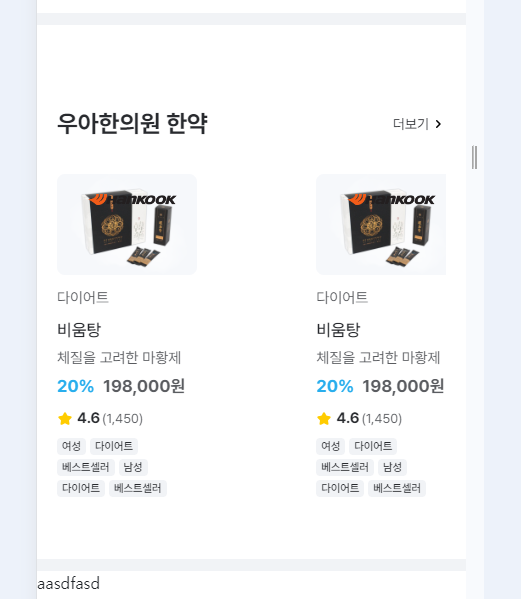 우아한의원 한약
더보기
HANKOOK
HANKOOK
다이어트
비움탕
체질을 고려한 마황제
20% 198,000원
4.6 (1,450)
여성 다이어트
베스트셀러 남성
다이어트 베스트셀러
다이어트
비움탕
체질을 고려한 마황제
20% 198,000원
4.6 (1,450)
여성 다이어트
베스트셀러 남성
다이어트 베스트셀러
aasdfasd